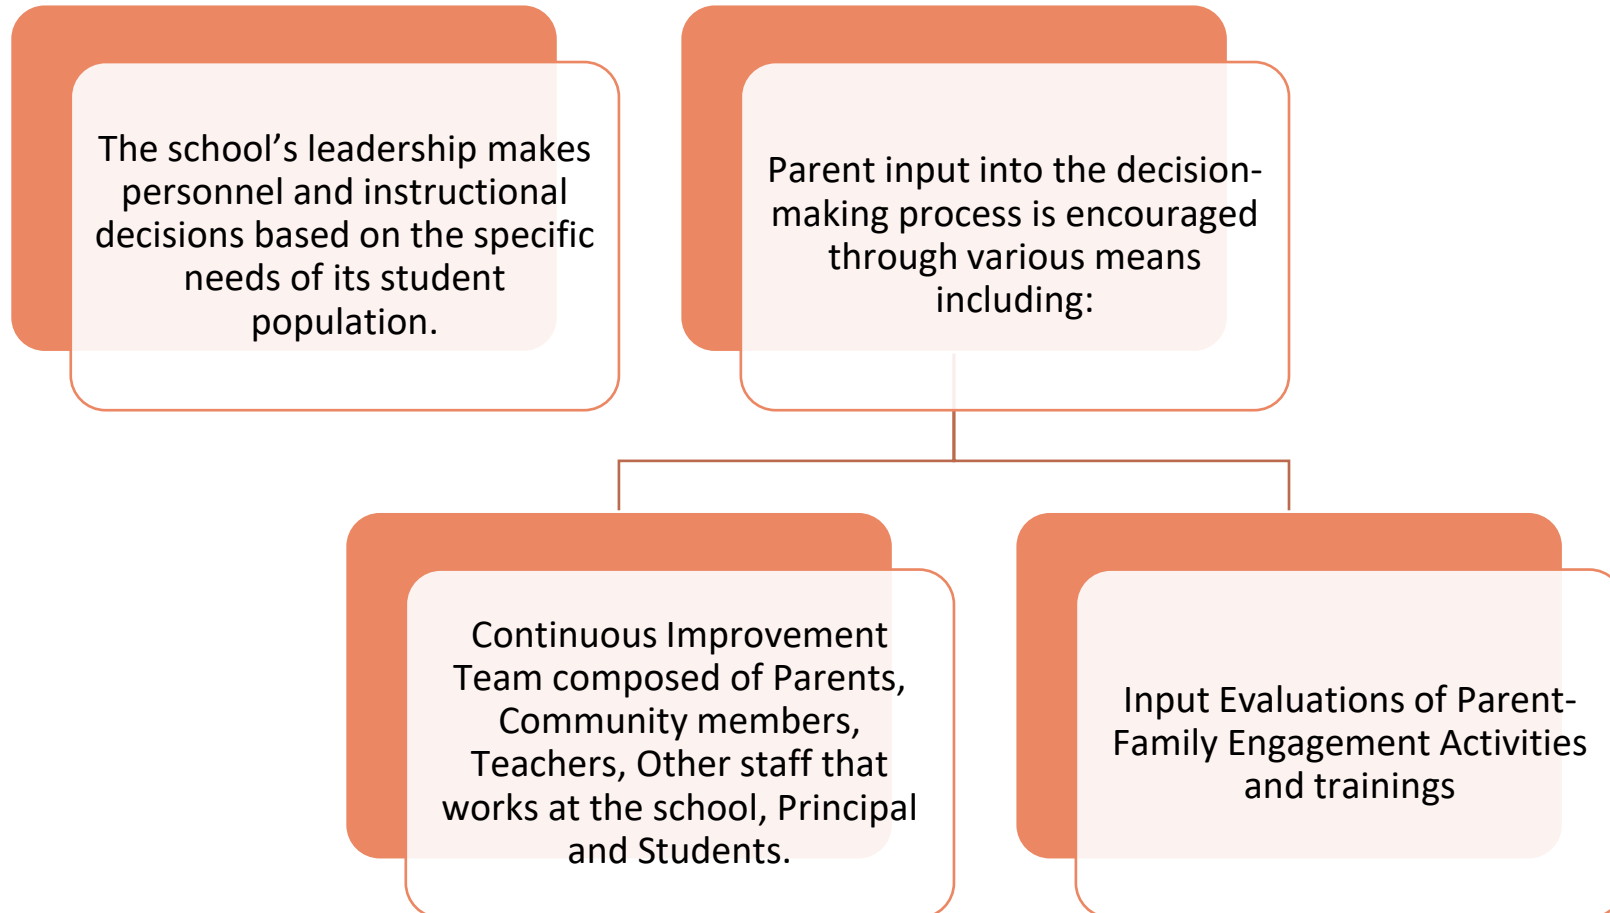 The school’s leadership makes
personnel and instructional
decisions based on the specific
needs of its student
population.
Parent input into the decision-
making process is encouraged
through various means
including:
Continuous Improvement
Team composed of Parents,
Community members,
Teachers, Other staff that
works at the school, Principal
and Students.
Input Evaluations of Parent-
Family Engagement Activities
and trainings